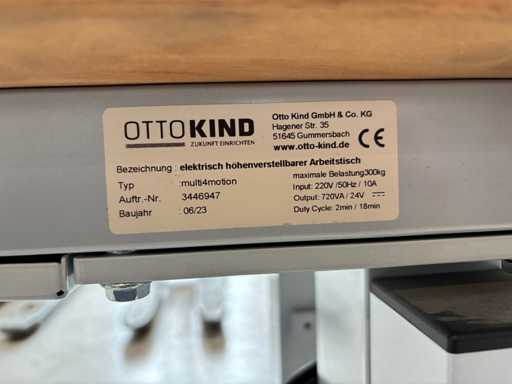 OTTO KIND
ZUKUNFT EINRICHTEN
Otto Kind GmbH & Co. KG
Hagener Str. 35
51645 Gummersbach
www.otto-kind.de
CE
Bezeichnung : elektrisch höhenverstellbarer Arbeitstisch
Typ :multi4motion
Auftr.-Nr. 3446947
Baujahr : 06/23
maximale Belastung300kg
Input: 220V /50Hz / 10A
Output: 720VA / 24V
Duty Cycle: 2min / 18min